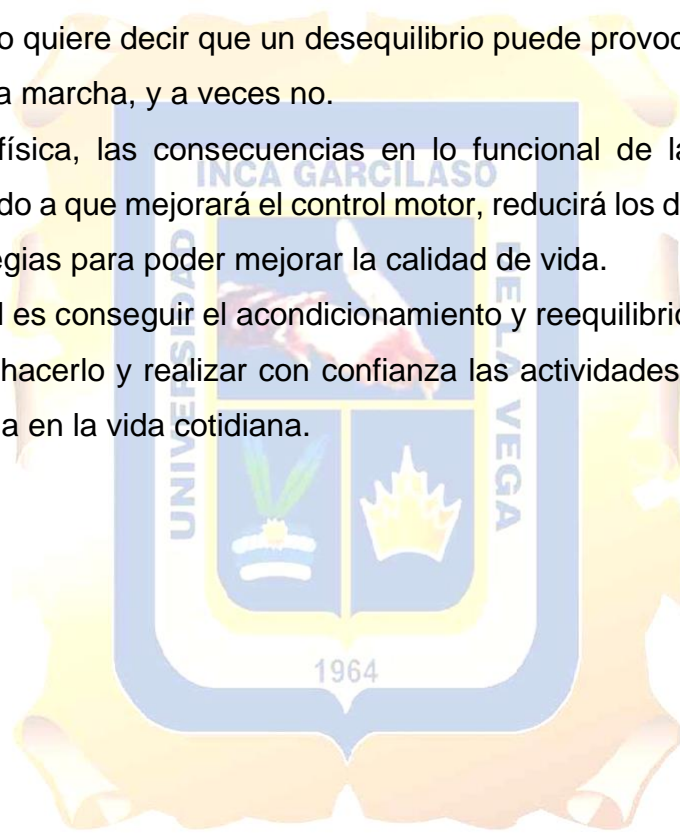 o quiere decir que un desequilibrio puede provoc
a marcha, y a veces no.
física, las consecuencias en lo funcional de la
do a que mejorará el control motor, reducirá los d
egias para poder mejorar la calidad de vida.
l es conseguir el acondicionamiento y reequilibrio
hacerlo y realizar con confianza las actividades
a en la vida cotidiana.
INCA GARCILASO
UNIVERSIDAD
DE LA VEGA
1964